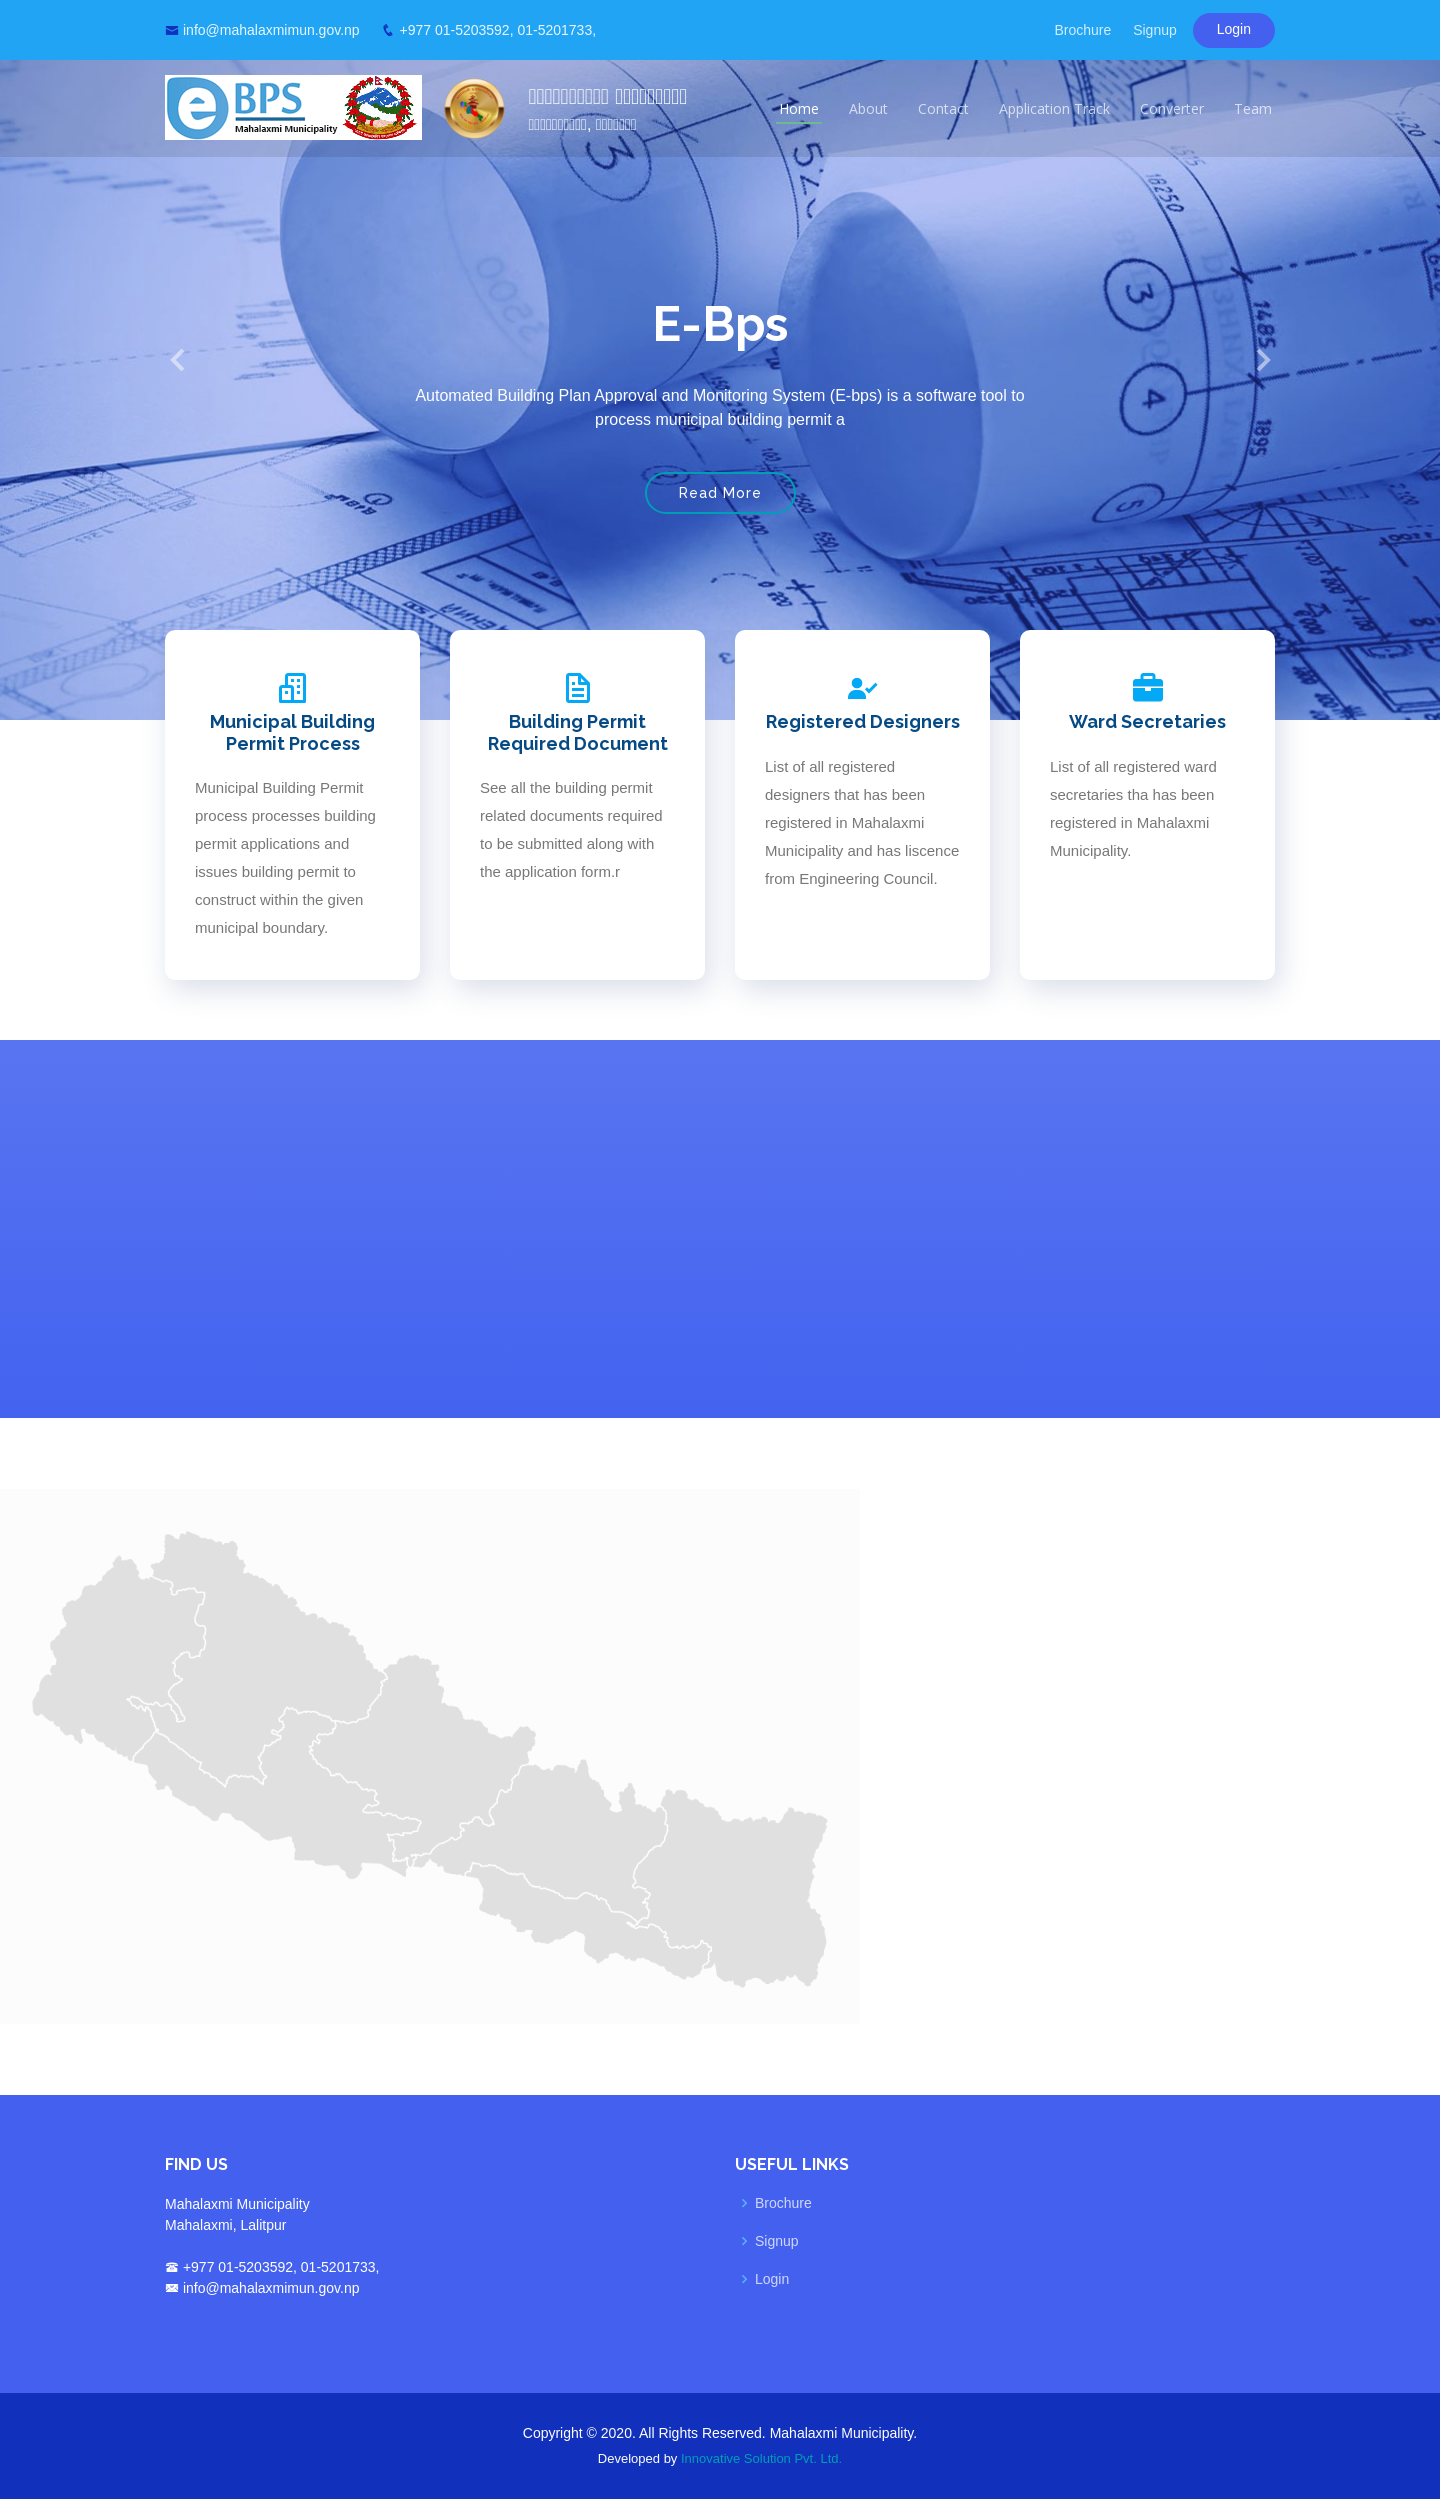 info@mahalaxmimun.gov.np +977 01-5203592, 01-5201733,
Brochure Signup Login
eBPS
Mahalaxmi Municipality
Home About Contact Application Track Converter Team
E-Bps
Automated Building Plan Approval and Monitoring System (E-bps) is a software tool to
process municipal building permit a
Read More
Municipal Building
Permit Process
Municipal Building Permit
process processes building
permit applications and
issues building permit to
construct within the given
municipal boundary.
Building Permit
Required Document
See all the building permit
related documents required
to be submitted along with
the application form.r
Registered Designers
List of all registered
designers that has been
registered in Mahalaxmi
Municipality and has liscence
from Engineering Council.
Ward Secretaries
List of all registered ward
secretaries tha has been
registered in Mahalaxmi
Municipality.
FIND US
Mahalaxmi Municipality
Mahalaxmi, Lalitpur
+977 01-5203592, 01-5201733,
info@mahalaxmimun.gov.np
USEFUL LINKS
Brochure
Signup
Login
Copyright © 2020. All Rights Reserved. Mahalaxmi Municipality.
Developed by Innovative Solution Pvt. Ltd.